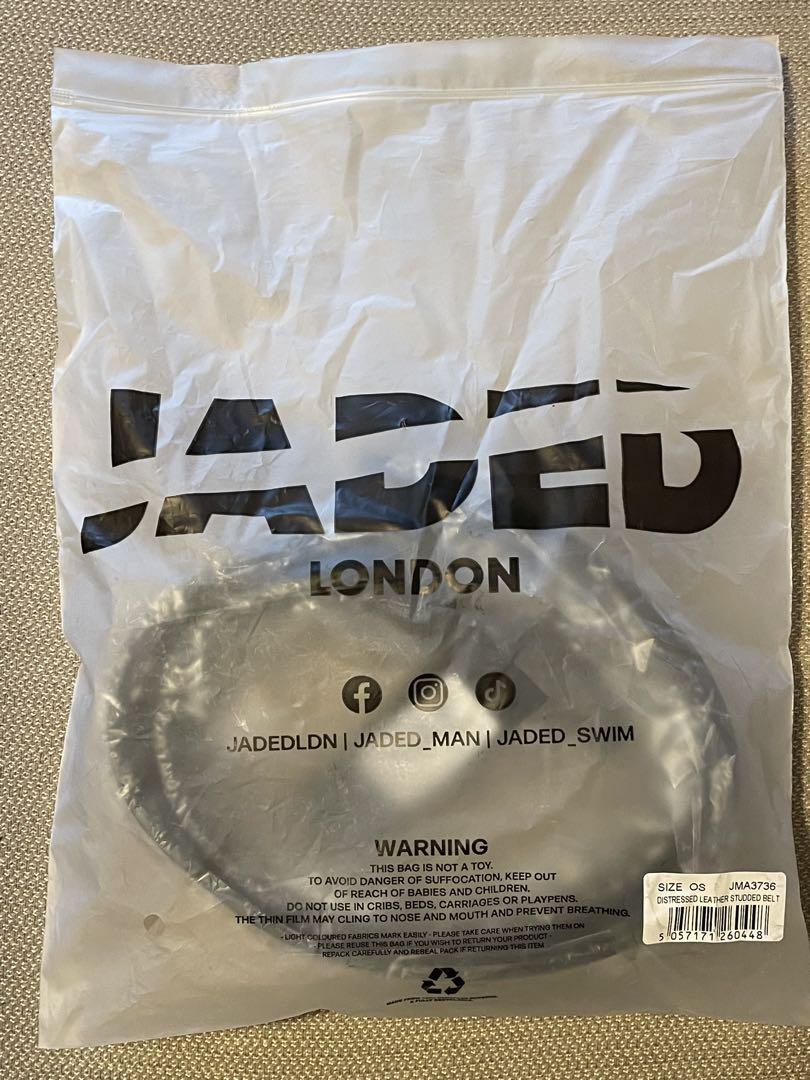 JADED
LONDON
JADEDLDN | JADED_MAN | JADED_SWIM
WARNING
THIS BAG IS NOT A TOY.
TO AVOID DANGER OF SUFFOCATION, KEEP OUT
OF REACH OF BABIES AND CHILDREN.
DO NOT USE IN CRIBS, BEDS, CARRIAGES OR PLAYPENS.
THE THIN FILM MAY CLING TO NOSE AND MOUTH AND PREVENT BREATHING.
- LIGHT COLOURED FABRICS MARK EASILY - PLEASE TAKE CARE WHEN TRYING THEM ON
- PLEASE REUSE THIS BAG IF YOU WISH TO RETURN YOUR PRODUCT -
REPACK CAREFULLY AND RESEAL PACK IF RETURNING THIS ITEM
SIZE OS JMA3736
DISTRESSED LEATHER STUDDED BELT
5 057171 260448